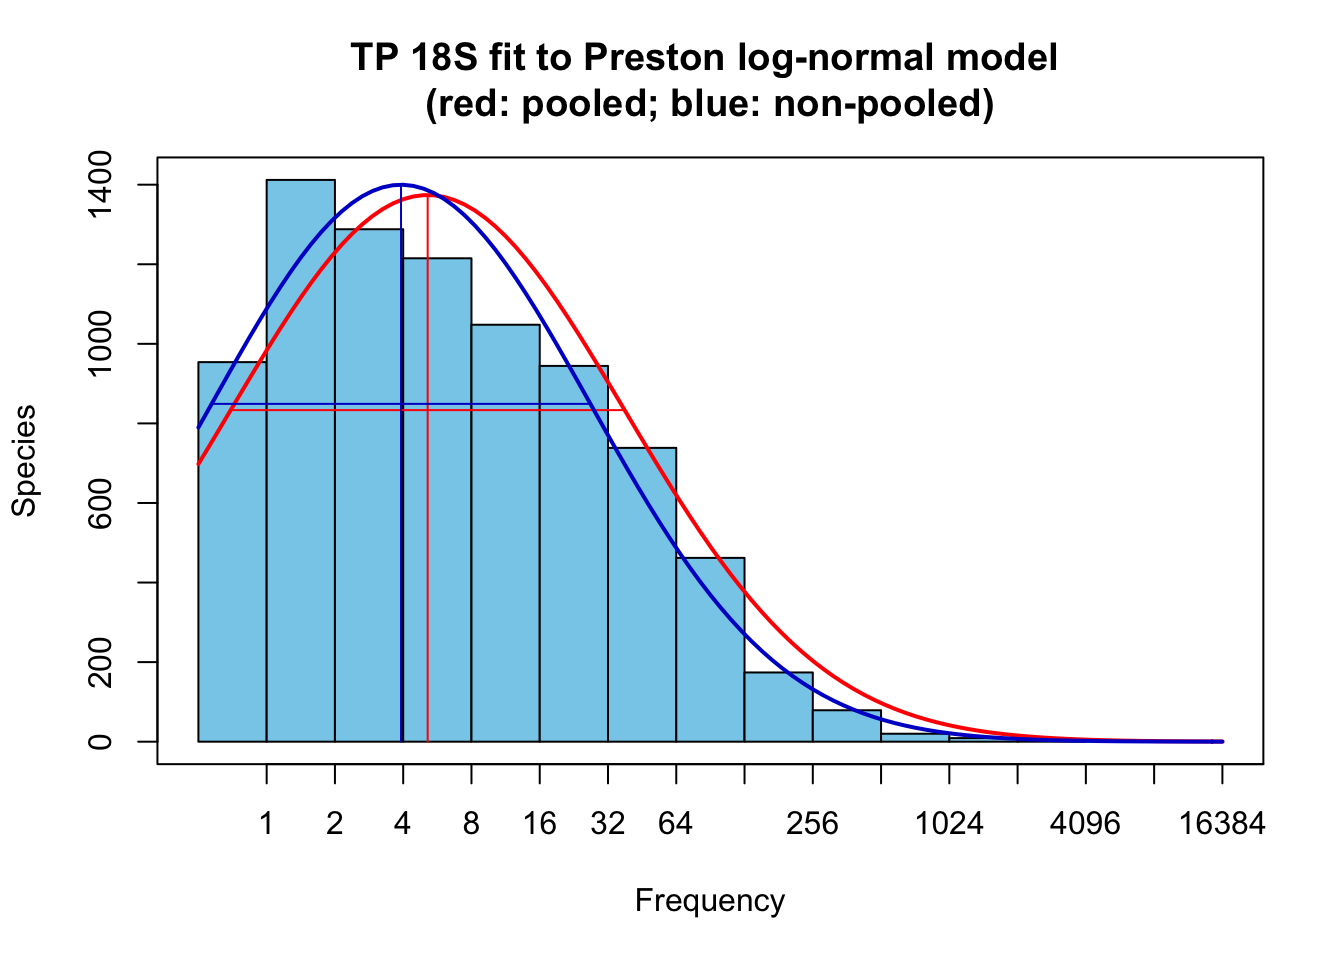 TP 18S fit to Preston log-normal model
(red: pooled; blue: non-pooled)
Species
1400
1000
600
200
0
1 2 4 8 16 32 64 256 1024 4096 16384
Frequency